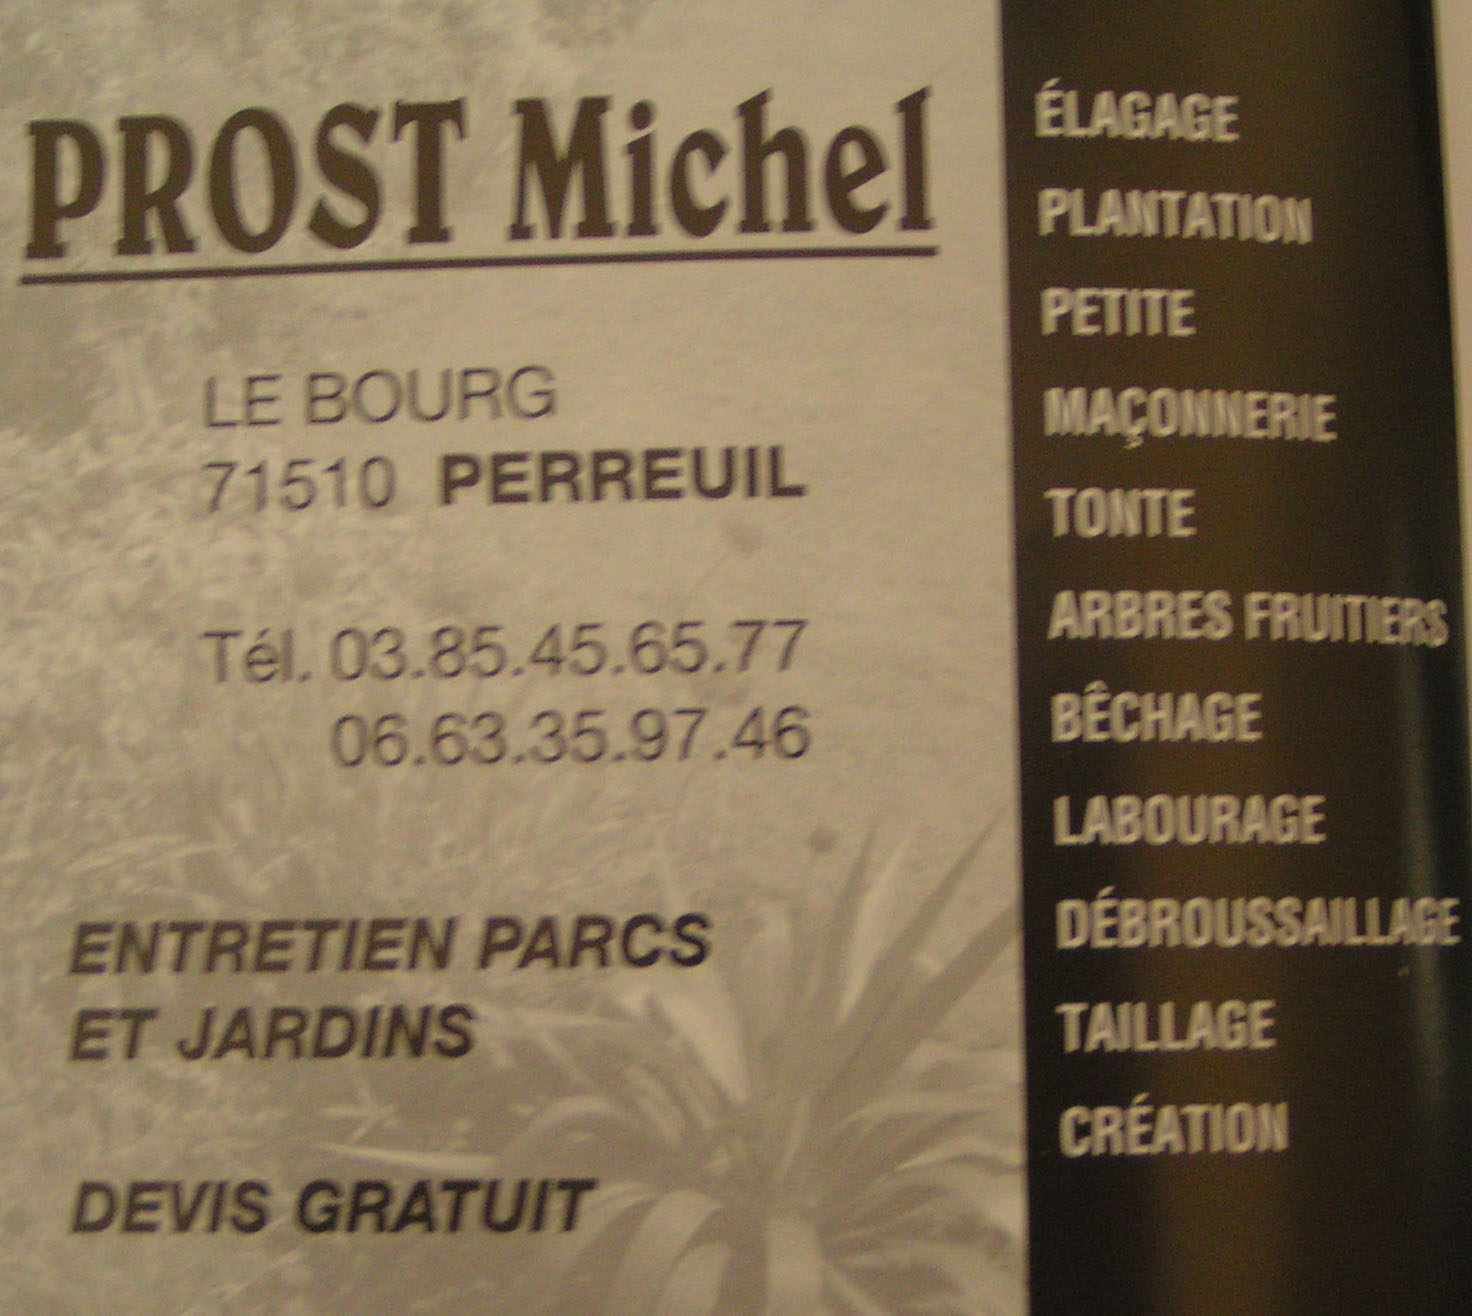 PROST Michel
LE BOURG
71510 PERREUIL
Tél. 03.85.45.65.77
06.63.35.97.46
ENTRETIEN PARCS
ET JARDINS
DEVIS GRATUIT
ÉLAGAGE
PLANTATION
PETITE
MAÇONNERIE
TONTE
ARBRES FRUITIERS
BÊCHAGE
LABOURAGE
DÉBROUSSAILLAGE
TAILLAGE
CRÉATION